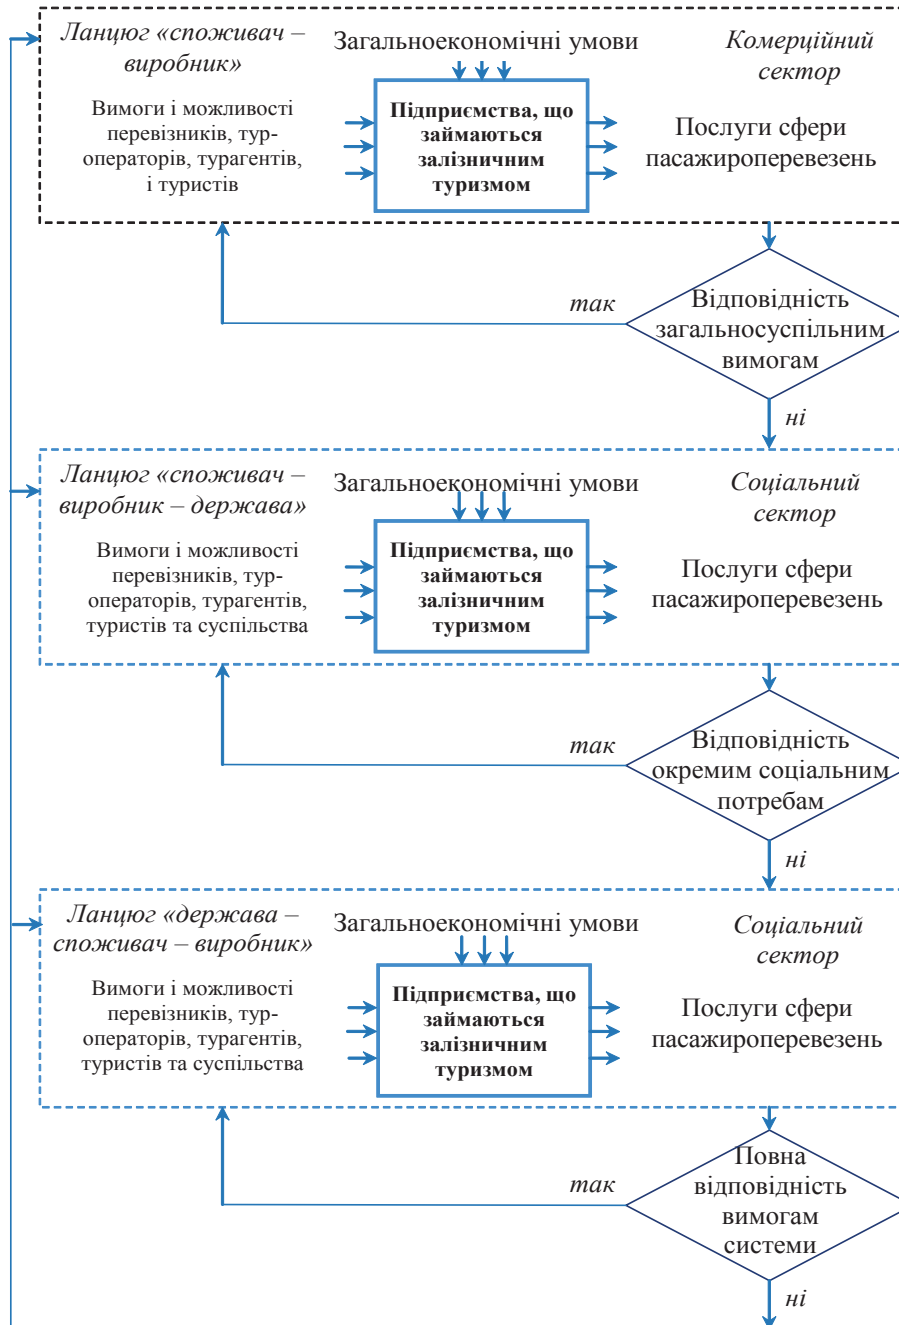 Ланцюг «споживач –
виробник»
Загальноекономічні умови
Комерційний
сектор
Вимоги і можливості
перевізників, тур-
операторів, турагентів,
і туристів
Підприємства, що
займаються
залізничним
туризмом
Послуги сфери
пасажироперевезень
так
Відповідність
загальносуспільним
вимогам
ні
Ланцюг «споживач –
виробник – держава»
Загальноекономічні умови
Соціальний
сектор
Вимоги і можливості
перевізників, тур-
операторів, турагентів,
туристів та суспільства
Підприємства, що
займаються
залізничним
туризмом
Послуги сфери
пасажироперевезень
так
Відповідність
окремим соціальним
потребам
ні
Ланцюг «держава –
споживач – виробник»
Загальноекономічні умови
Соціальний
сектор
Вимоги і можливості
перевізників, тур-
операторів, турагентів,
туристів та суспільства
Підприємства, що
займаються
залізничним
туризмом
Послуги сфери
пасажироперевезень
так
Повна
відповідність
вимогам
системи
ні